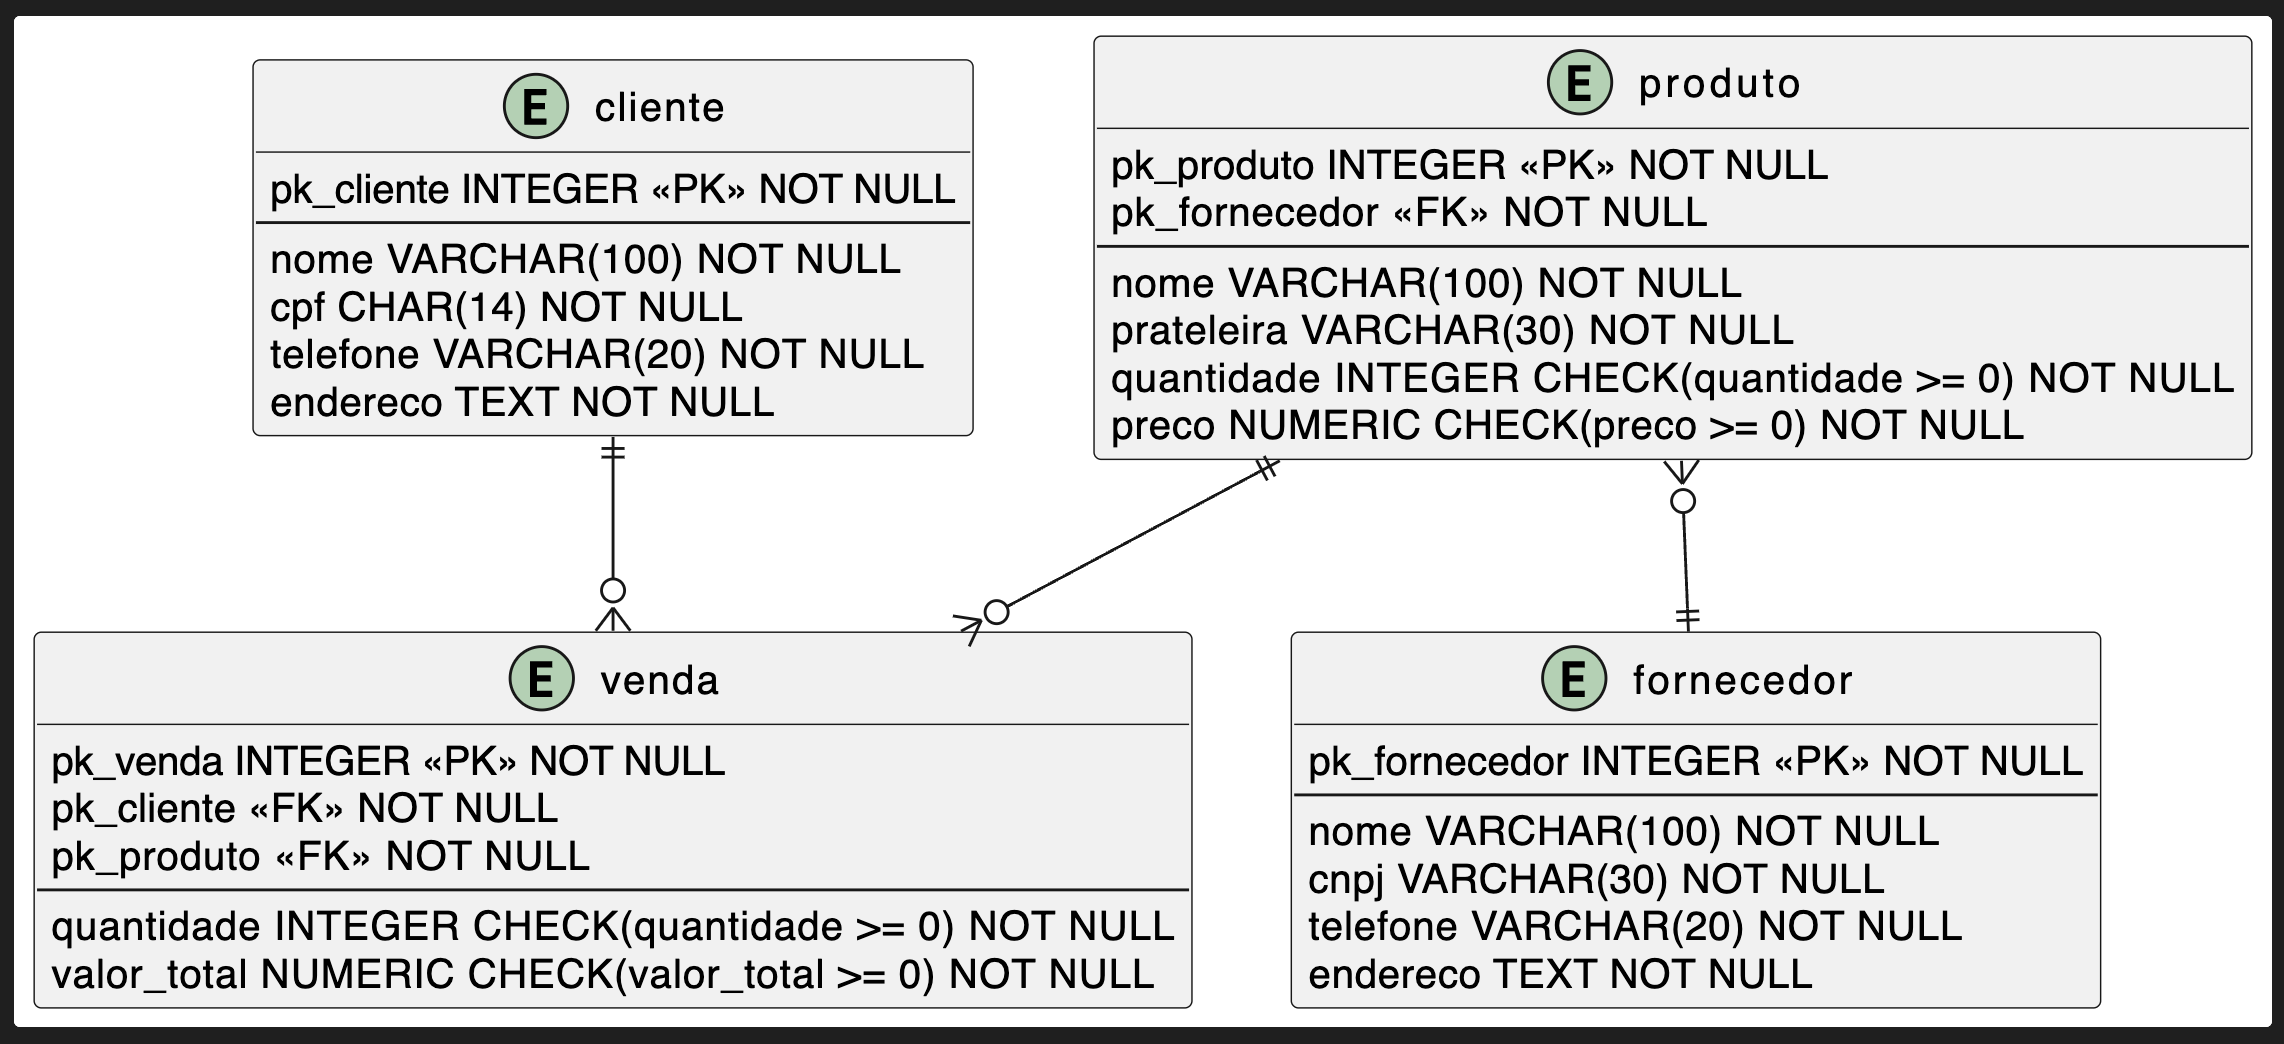 E cliente
pk_cliente INTEGER «PK» NOT NULL
nome VARCHAR(100) NOT NULL
cpf CHAR(14) NOT NULL
telefone VARCHAR(20) NOT NULL
endereco TEXT NOT NULL
E produto
pk_produto INTEGER «PK» NOT NULL
pk_fornecedor «FK» NOT NULL
nome VARCHAR(100) NOT NULL
prateleira VARCHAR(30) NOT NULL
quantidade INTEGER CHECK(quantidade >= 0) NOT NULL
preco NUMERIC CHECK(preco >= 0) NOT NULL
E venda
pk_venda INTEGER «PK» NOT NULL
pk_cliente «FK» NOT NULL
pk_produto «FK» NOT NULL
quantidade INTEGER CHECK(quantidade >= 0) NOT NULL
valor_total NUMERIC CHECK(valor_total >= 0) NOT NULL
E fornecedor
pk_fornecedor INTEGER «PK» NOT NULL
nome VARCHAR(100) NOT NULL
cnpj VARCHAR(30) NOT NULL
telefone VARCHAR(20) NOT NULL
endereco TEXT NOT NULL